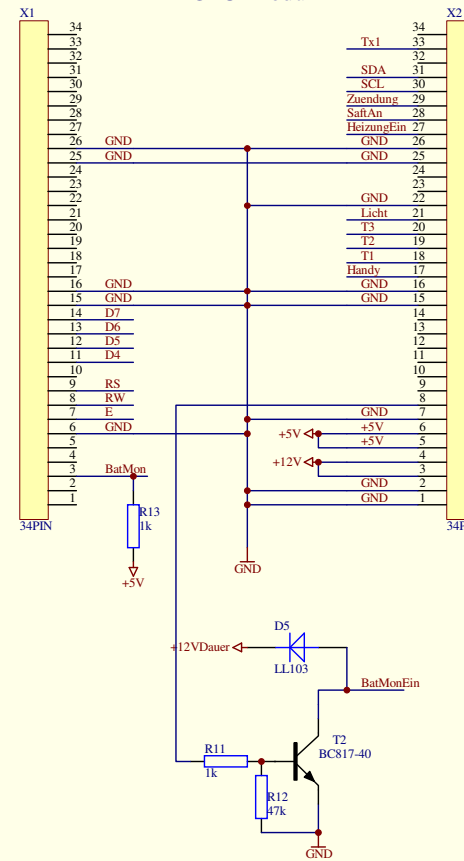 X1 X2
34 34
33 Tx1 33
32 32
31 SDA 31
30 SCL 30
29 Zuendung 29
28 SaftAn 28
27 HeizungEin 27
26 GND GND 26
25 GND GND 25
24 24
23 23
22 GND 22
21 Licht 21
20 T3 20
19 T2 19
18 T1 18
17 Handy 17
16 GND GND 16
15 GND GND 15
14 D7 14
13 D6 13
12 D5 12
11 D4 11
10 10
9 RS 9
8 RW 8
7 E GND 7
6 GND +5V +5V 6
5 +5V 5
4 +12V 4
3 BatMon 3
2 GND 2
1 GND 1
34PIN
R13
1k
+5V
GND
D5
+12VDauer
LL103
BatMonEin
T2
BC817-40
R11
1k
R12
47k
GND